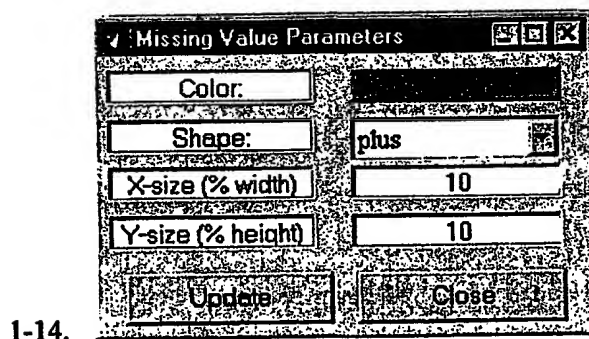 Missing Value Parameters
Color:
Shape: plus
X-size (% width) 10
Y-size (% height) 10
Update Close
1-14.